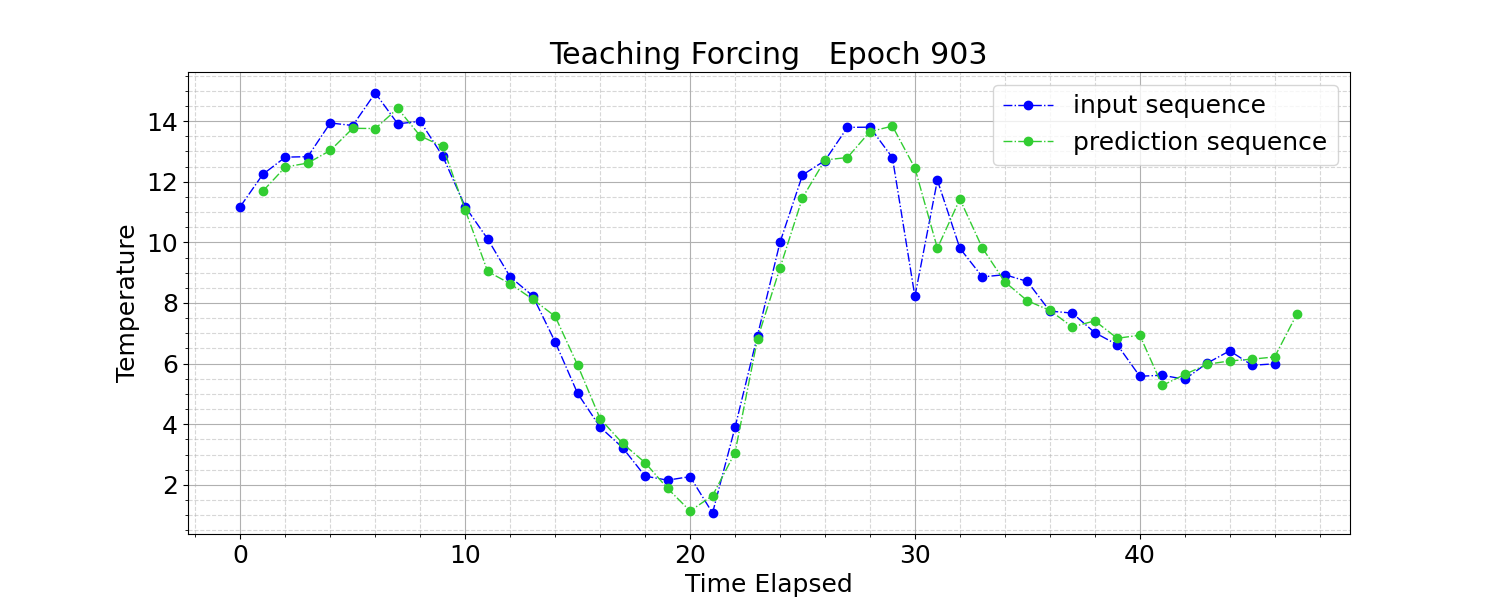 Teaching Forcing   Epoch 903
input sequence
prediction sequence
Temperature
14
12
10
8
6
4
2
0 10 20 30 40
Time Elapsed